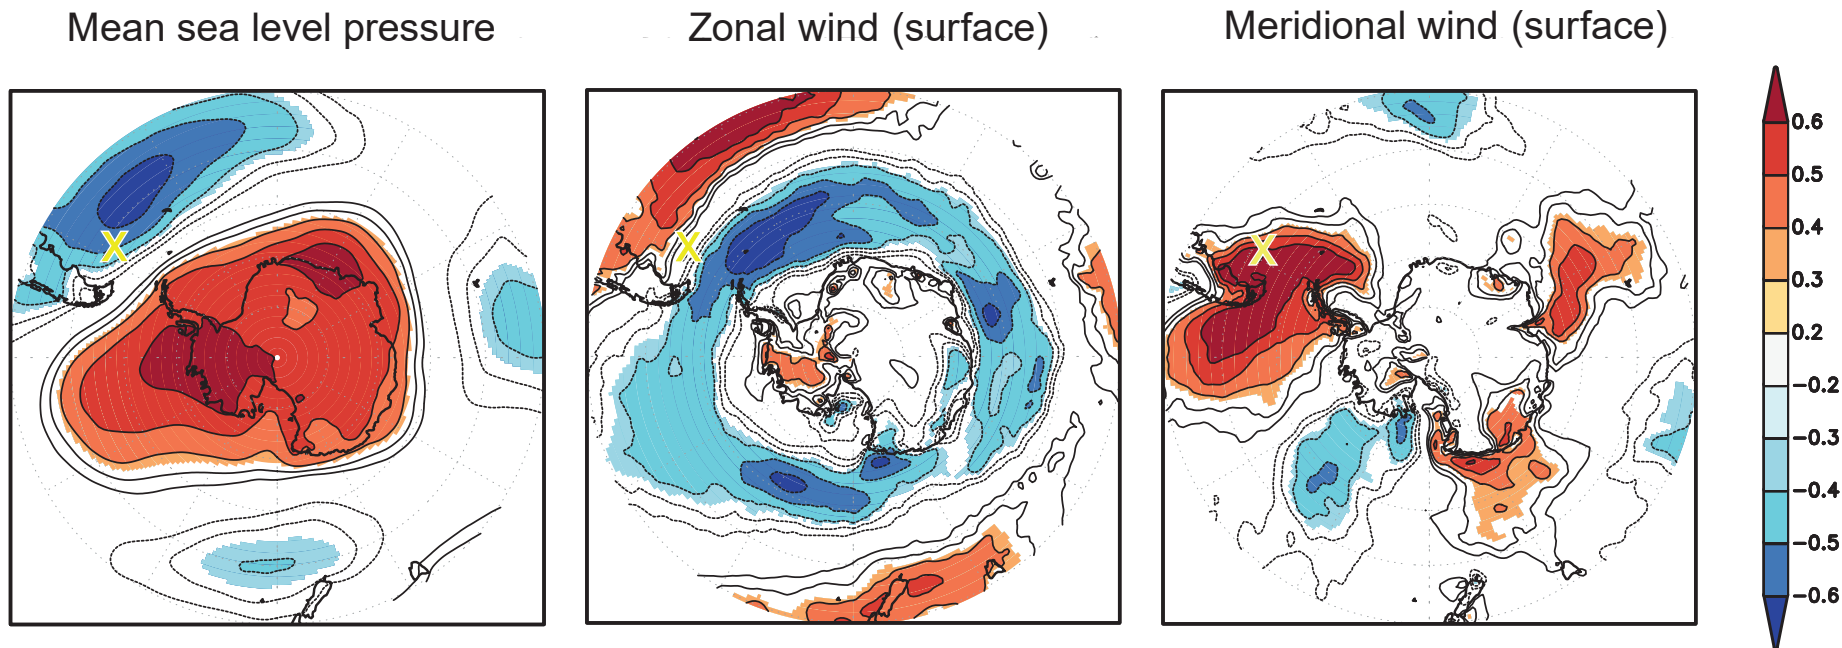 Mean sea level pressure
Zonal wind (surface)
Meridional wind (surface)
X
X
X
0.6
0.5
0.4
0.3
0.2
−0.2
−0.3
−0.4
−0.5
−0.6